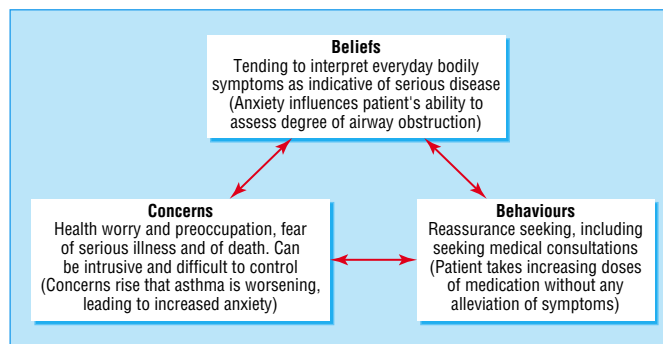 Beliefs
Tending to interpret everyday bodily
symptoms as indicative of serious disease
(Anxiety influences patient's ability to
assess degree of airway obstruction)
Concerns
Health worry and preoccupation, fear
of serious illness and of death. Can
be intrusive and difficult to control
(Concerns rise that asthma is worsening,
leading to increased anxiety)
Behaviours
Reassurance seeking, including
seeking medical consultations
(Patient takes increasing doses
of medication without any
alleviation of symptoms)